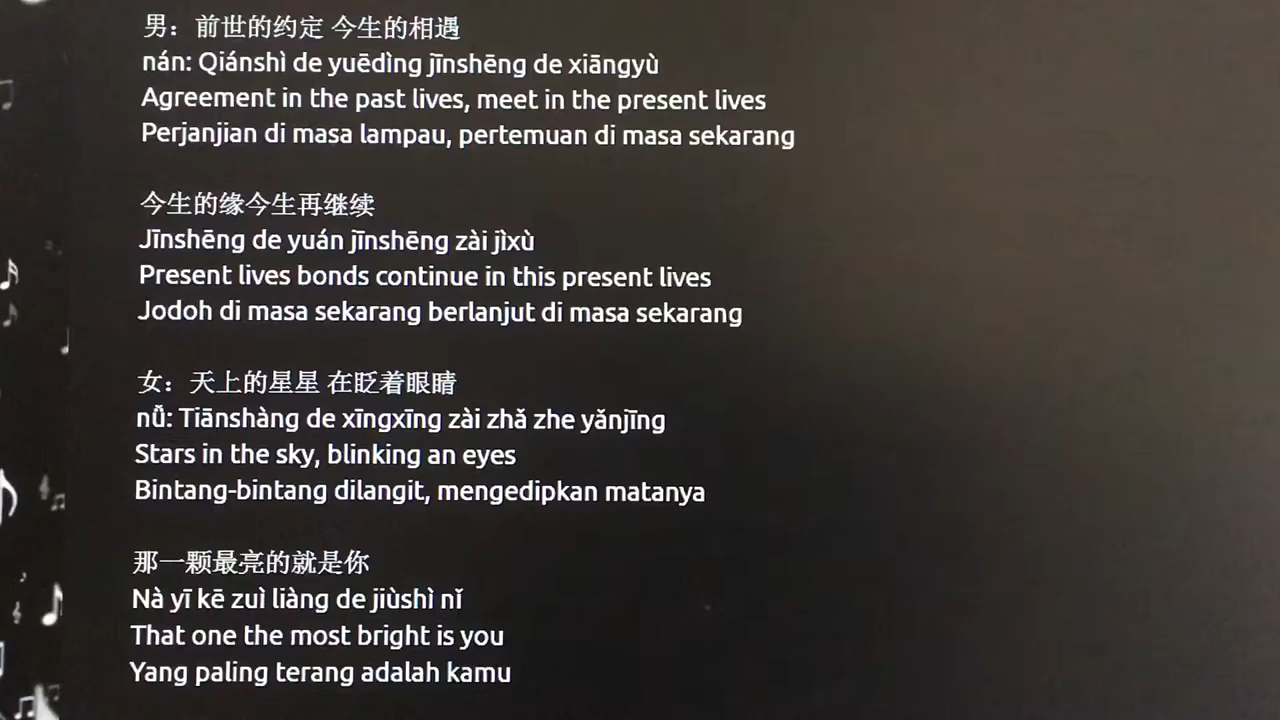 男：前世的约定 今生的相遇
nán: Qiánshì de yuēdìng jīnshēng de xiāngyù
Agreement in the past lives, meet in the present lives
Perjanjian di masa lampau, pertemuan di masa sekarang
今生的缘今生再继续
Jīnshēng de yuán jīnshēng zài jìxù
Present lives bonds continue in this present lives
Jodoh di masa sekarang berlanjut di masa sekarang
女：天上的星星 在眨着眼睛
nǚ: Tiānshàng de xīngxīng zài zhǎ zhe yǎnjīng
Stars in the sky, blinking an eyes
Bintang-bintang dilangit, mengedipkan matanya
那一颗最亮的就是你
Nà yī kē zuì liàng de jiùshì nǐ
That one the most bright is you
Yang paling terang adalah kamu